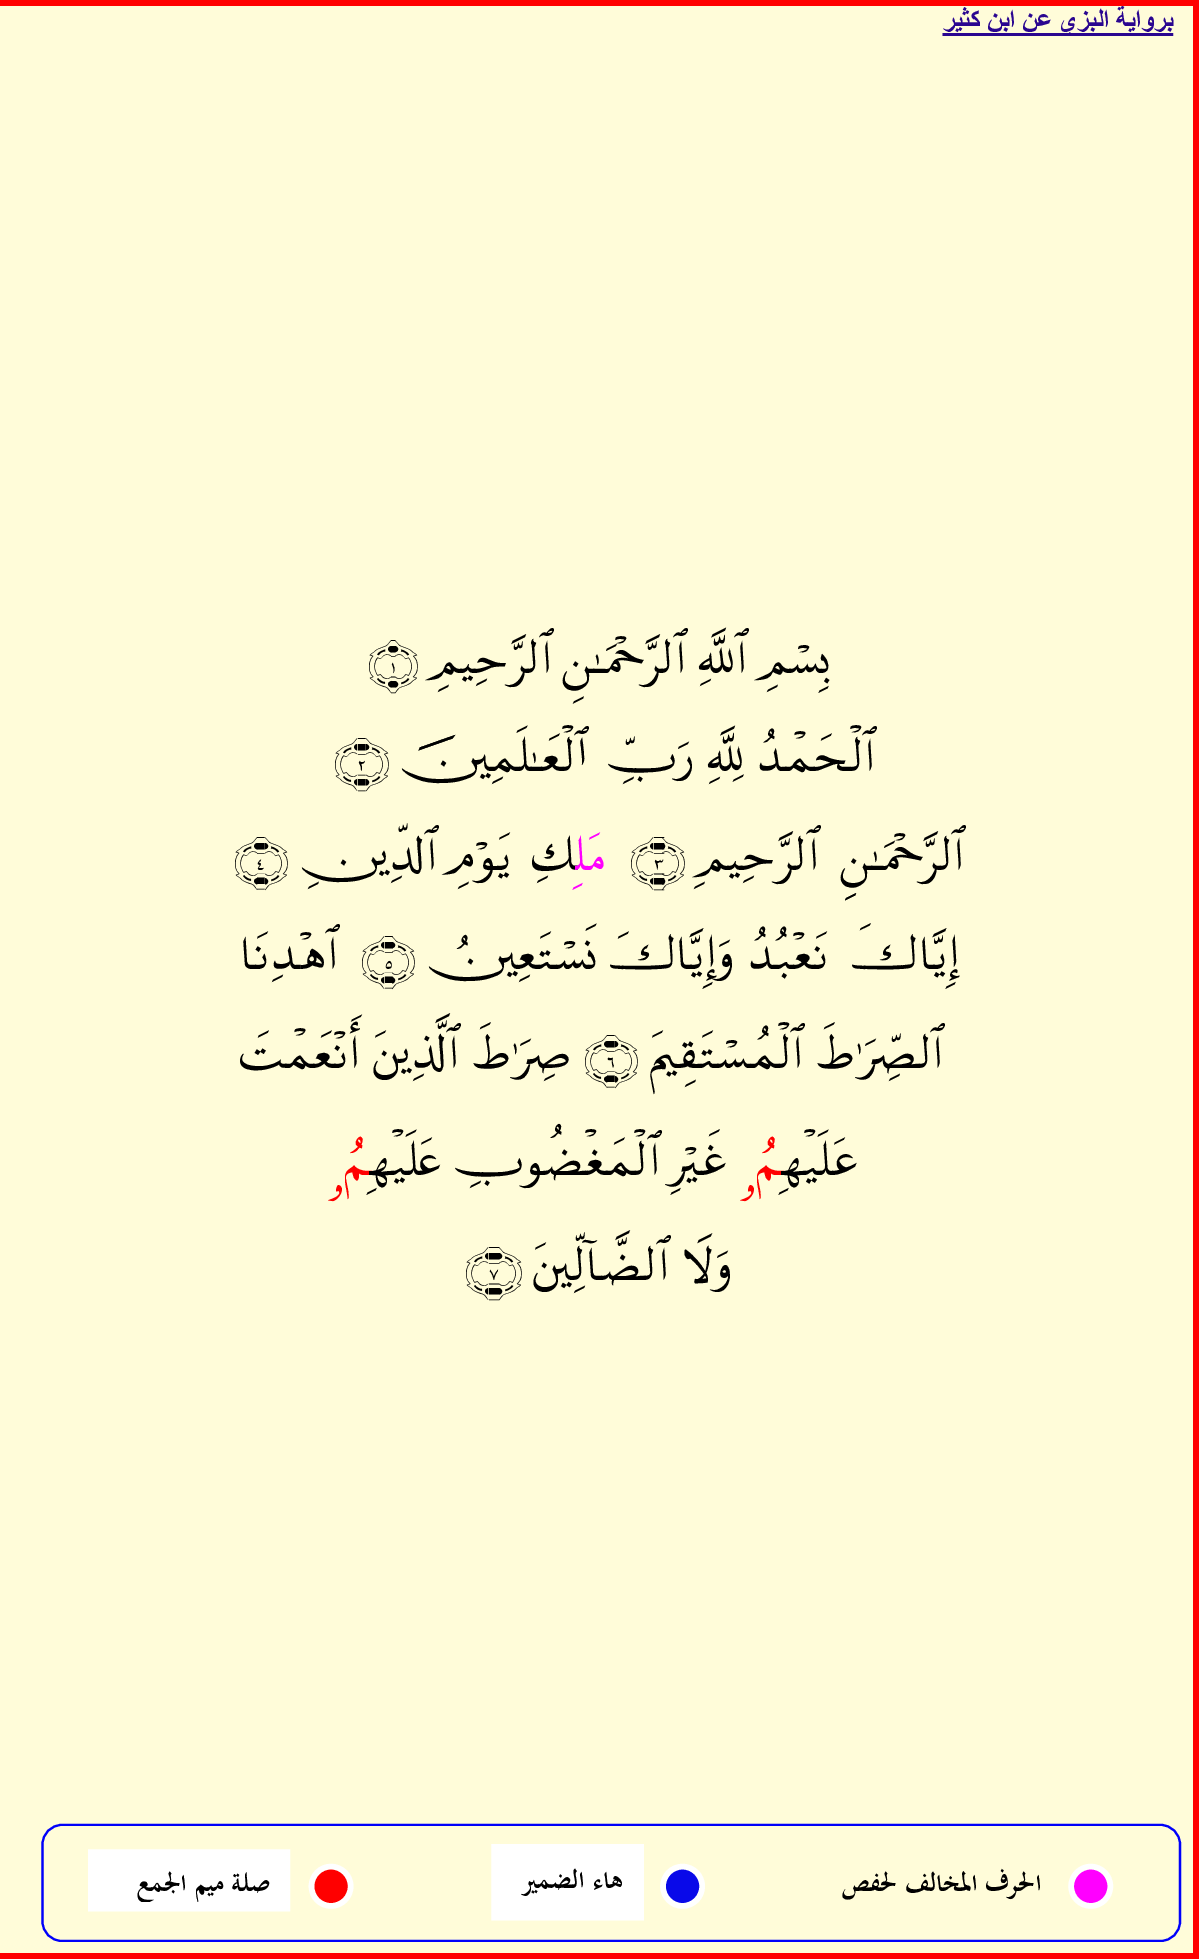 برواية البزي عن ابن كثير
بِسْمِ ٱللَّهِ ٱلرَّحْمَـٰنِ ٱلرَّحِيمِ ١
ٱلْحَمْدُ لِلَّهِ رَبِّ ٱلْعَـٰلَمِينَ ٢
ٱلرَّحْمَـٰنِ ٱلرَّحِيمِ ٣ مَلِكِ يَوْمِ ٱلدِّينِ ٤
إِيَّاكَ نَعْبُدُ وَإِيَّاكَ نَسْتَعِينُ ٥ ٱهْدِنَا
ٱلصِّرَٰطَ ٱلْمُسْتَقِيمَ ٦ صِرَٰطَ ٱلَّذِينَ أَنْعَمْتَ
عَلَيْهِمُۥ غَيْرِ ٱلْمَغْضُوبِ عَلَيْهِمُۥ
وَلَا ٱلضَّآلِّينَ ٧
الحرف المخالف لحفص هاء الضمير صلة ميم الجمع